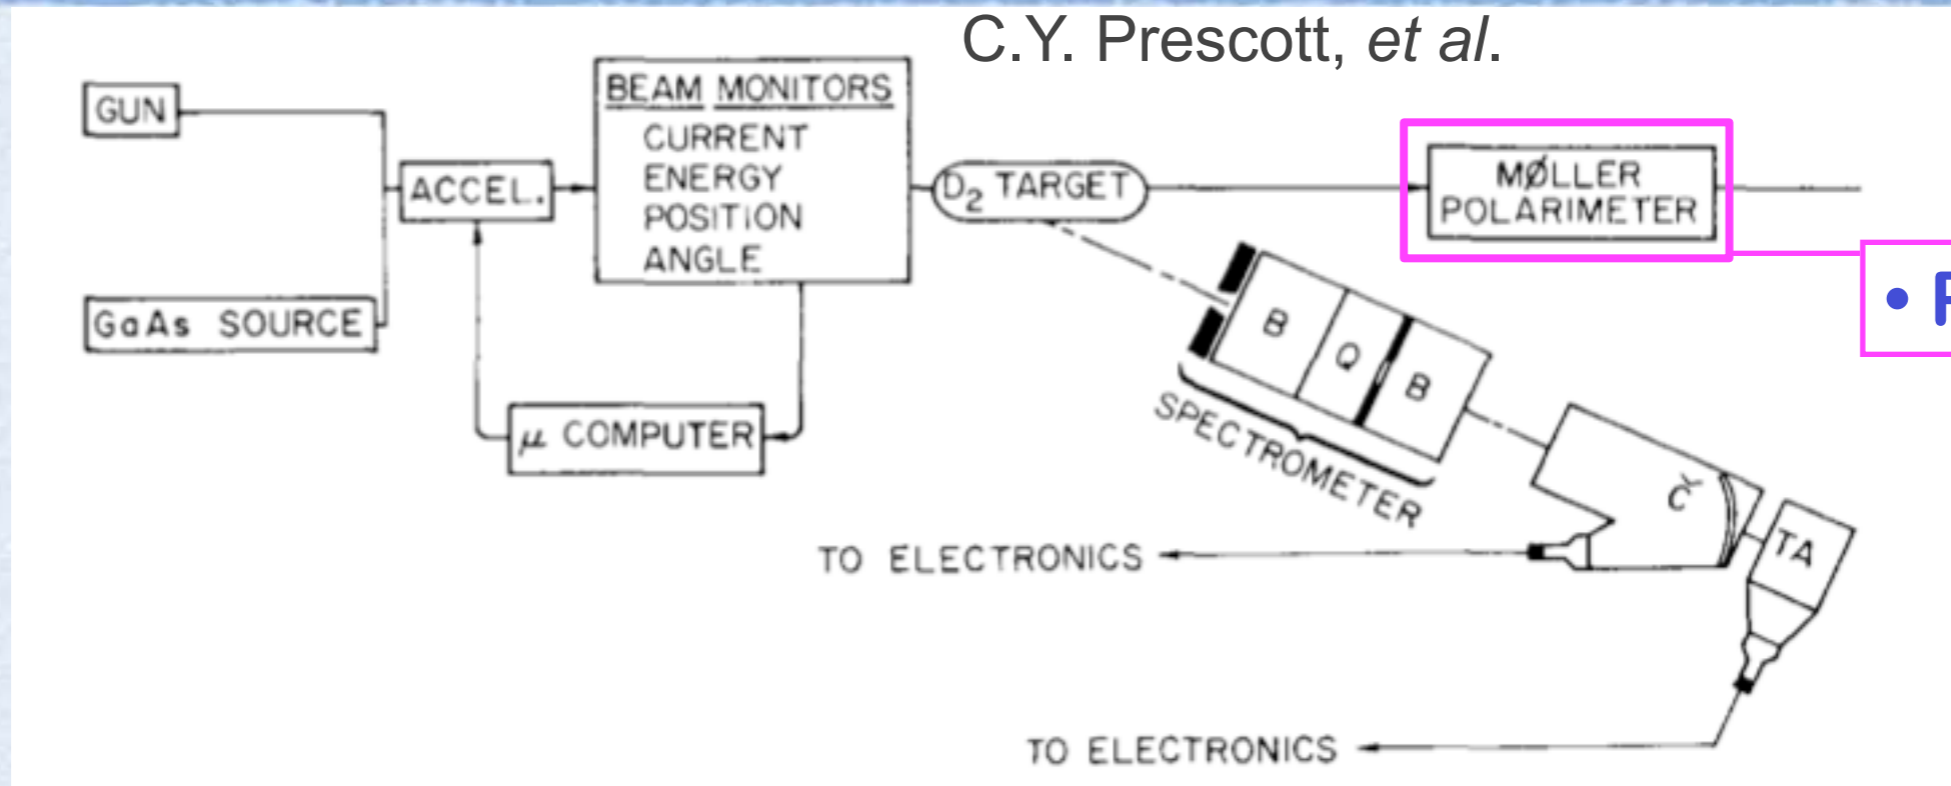 C.Y. Prescott, et al.
GUN
BEAM MONITORS
CURRENT
ENERGY
POSITION
ANGLE
ACCEL.
D2 TARGET
MØLLER
POLARIMETER
GaAs SOURCE
μ COMPUTER
B
Q
B
SPECTROMETER
Č
TA
TO ELECTRONICS
TO ELECTRONICS